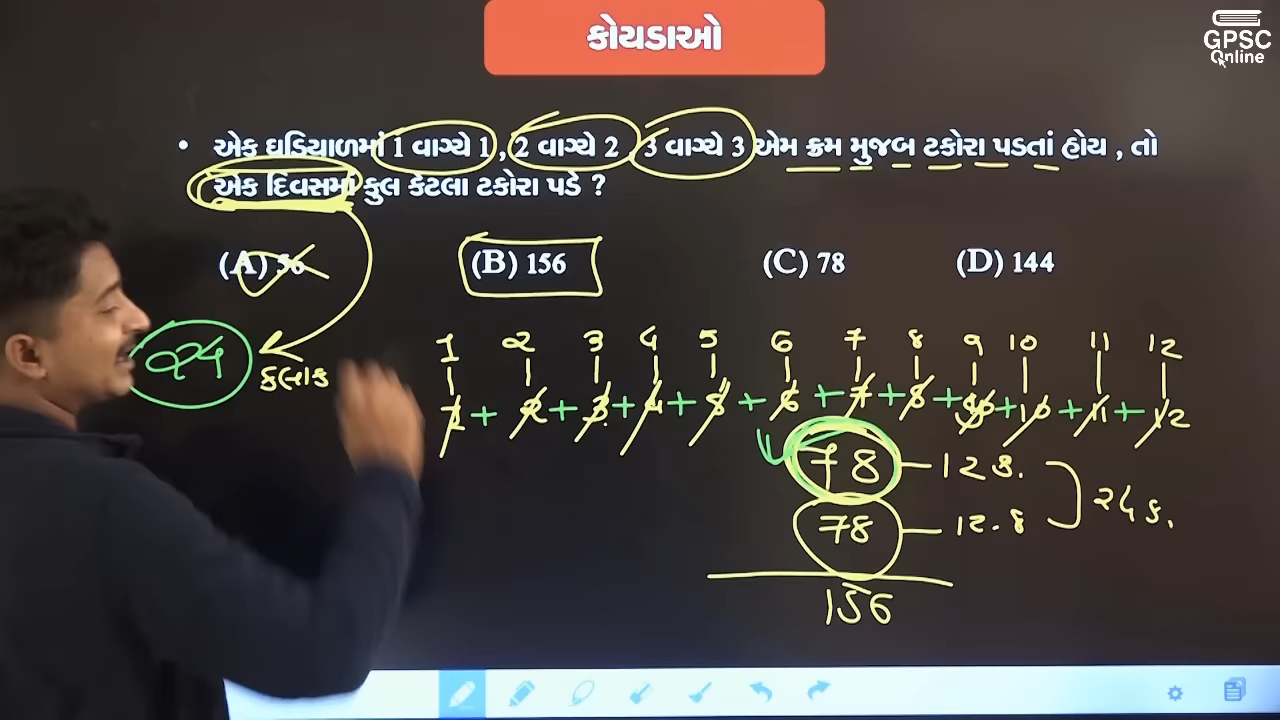 કોયડાઓ
GPSC
Online
• એક ઘડિયાળમાં 1 વાગ્યે 1 , 2 વાગ્યે 2 , 3 વાગ્યે 3 એમ ક્રમ મુજબ ટકોરા પડતાં હોય , તો
એક દિવસમાં કુલ કેટલા ટકોરા પડે ?
(A) 56 (B) 156 (C) 78 (D) 144
1 2 3 4 5 6 7 8 9 10 11 12
24 કલાક
1 + 2 + 3 + 4 + 5 + 6 + 7 + 8 + + 10 + 11 + 12
78 — 12 ક.
24 ક.
78 — 12. ક
156